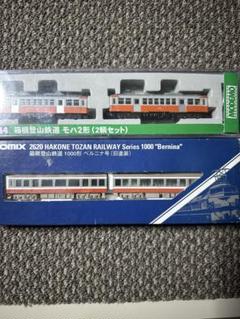 箱根登山鉄道 モハ2形 (2輌セット)
TOMIX 2620 HAKONE TOZAN RAILWAY Series 1000 "Bernina"
箱根登山鉄道 1000形 ベルニナ号 (旧塗装)